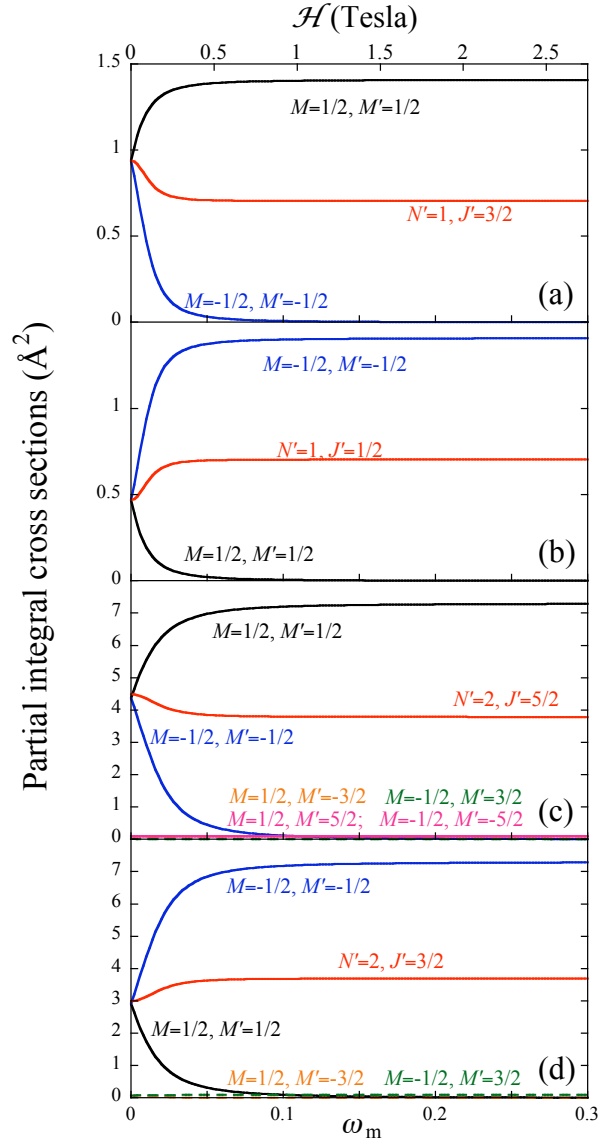 ℋ (Tesla)
0 0.5 1 1.5 2 2.5
1.5
M=1/2, M′=1/2
1
N′=1, J′=3/2
0.5
M=-1/2, M′=-1/2
(a)
0
M=-1/2, M′=-1/2
1
N′=1, J′=1/2
0.5
M=1/2, M′=1/2
(b)
0
7
M=1/2, M′=1/2
6
5
N′=2, J′=5/2
4
M=-1/2, M′=-1/2
3
2
M=1/2, M′=-3/2 M=-1/2, M′=3/2
1
(c)
M=1/2, M′=5/2; M=-1/2, M′=-5/2
0
7
M=-1/2, M′=-1/2
6
5
N′=2, J′=3/2
4
3
M=1/2, M′=1/2
2
1
(d)
M=1/2, M′=-3/2 M=-1/2, M′=3/2
0
0 0.1 0.2 0.3
ωm
Partial integral cross sections (Å²)